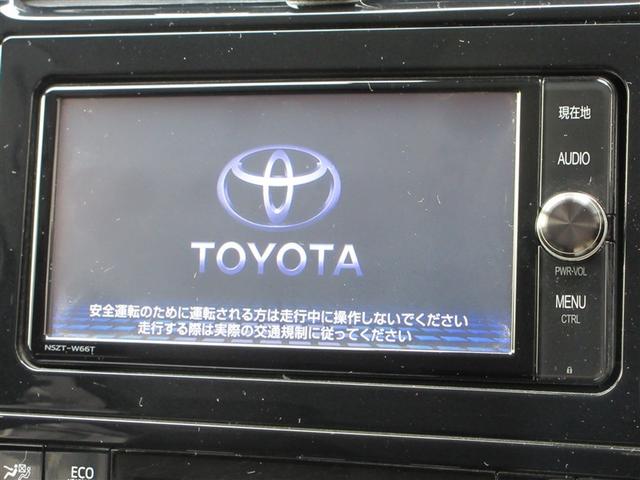 現在地
AUDIO
TOYOTA
PWR-VOL
安全運転のために運転される方は走行中に操作しないでください
走行する際は実際の交通規制に従ってください
MENU
CTRL
NSZT-W66T
ECO